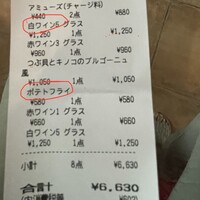 アミューズ(チャージ料)
¥440 2点 ¥880
白ワイン5 グラス
¥1,250 1点 ¥1,250
赤ワイン3 グラス
¥960 1点 ¥960
つぶ貝とキノコのブルゴーニュ
風
¥1,050 1点 ¥1,050
ポテトフライ
¥580 1点 ¥580
赤ワイン1 グラス
¥660 1点 ¥660
白ワイン5 グラス
¥1,250 1点 ¥1,250
小計 8点 ¥6,630
合計 ¥6,630